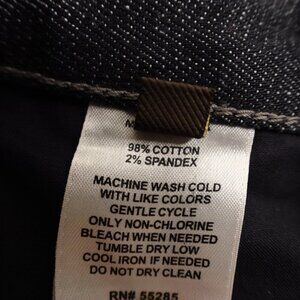 98% COTTON
2% SPANDEX
MACHINE WASH COLD
WITH LIKE COLORS
GENTLE CYCLE
ONLY NON-CHLORINE
BLEACH WHEN NEEDED
TUMBLE DRY LOW
COOL IRON IF NEEDED
DO NOT DRY CLEAN
RN# 55285